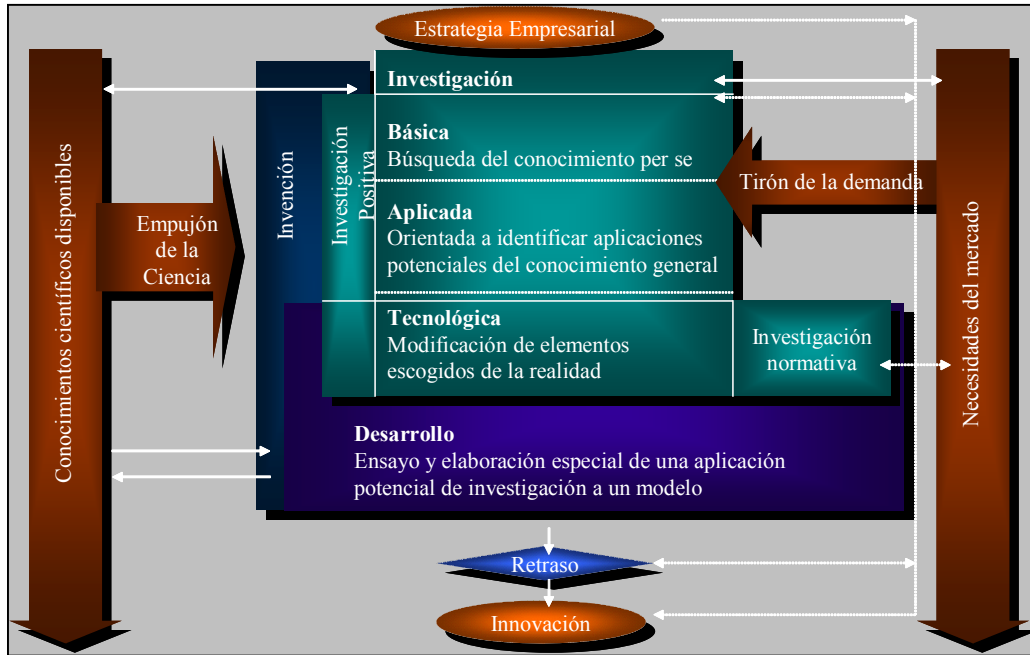 Estrategia Empresarial
Conocimientos científicos disponibles
Empujón
de la
Ciencia
Invención
Investigación
Positiva
Investigación
Básica
Búsqueda del conocimiento per se
Aplicada
Orientada a identificar aplicaciones
potenciales del conocimiento general
Tecnológica
Modificación de elementos
escogidos de la realidad
Investigación
normativa
Tirón de la demanda
Necesidades del mercado
Desarrollo
Ensayo y elaboración especial de una aplicación
potencial de investigación a un modelo
Retraso
Innovación